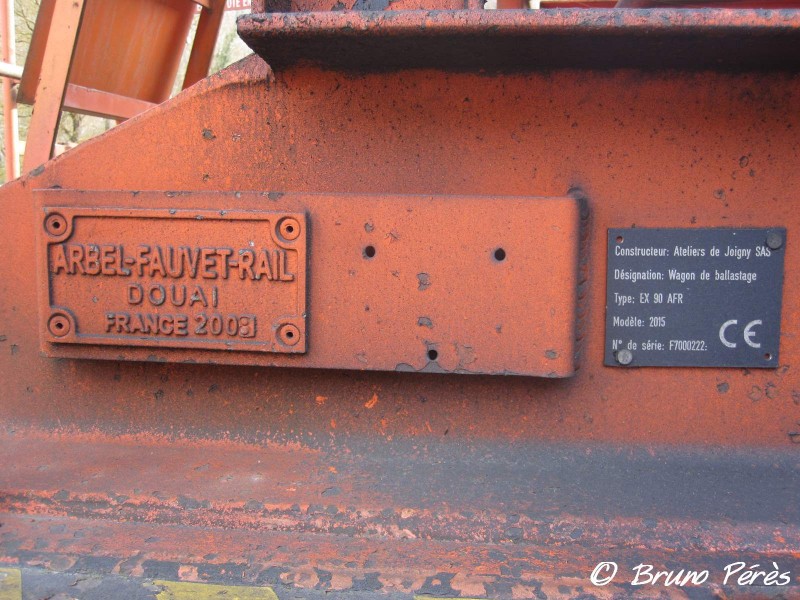 ARBEL-FAUVET-RAIL
DOUAI
FRANCE 2003
Constructeur: Ateliers de Joigny SAS
Désignation: Wagon de ballastage
Type: EX 90 AFR
Modèle: 2015
N° de série: F7000222:
CE
© Bruno Pérès